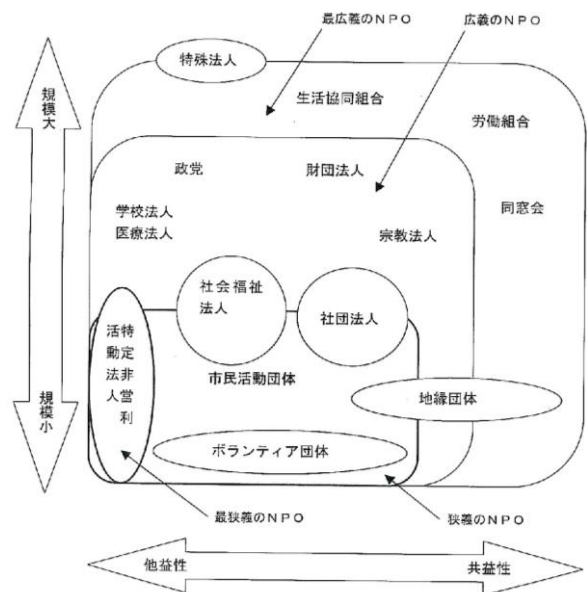 最広義のＮＰＯ
広義のＮＰＯ
特殊法人
規模大
生活協同組合
労働組合
政党
財団法人
同窓会
学校法人
医療法人
宗教法人
社会福祉
法人
社団法人
特定非営利
活動法人
市民活動団体
地縁団体
規模小
ボランティア団体
最狭義のＮＰＯ
狭義のＮＰＯ
他益性
共益性